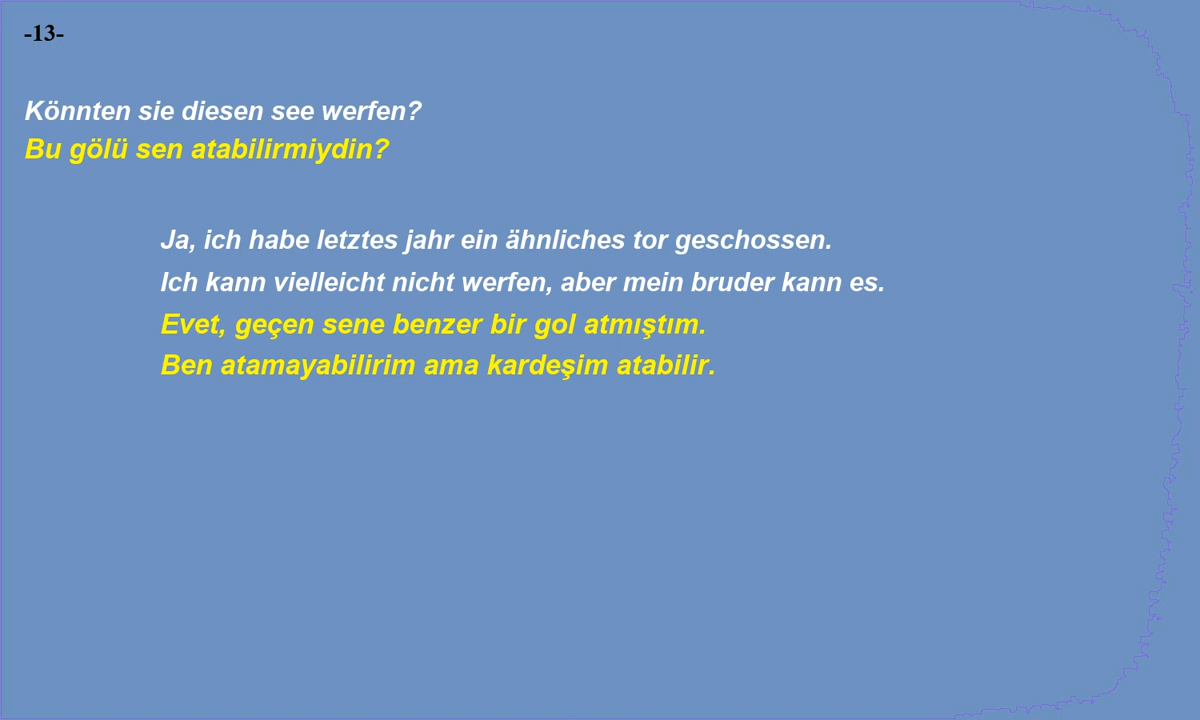 -13-
Könnten sie diesen see werfen?
Bu gölü sen atabilirmiydin?
Ja, ich habe letztes jahr ein ähnliches tor geschossen.
Ich kann vielleicht nicht werfen, aber mein bruder kann es.
Evet, geçen sene benzer bir gol atmıştım.
Ben atamayabilirim ama kardeşim atabilir.